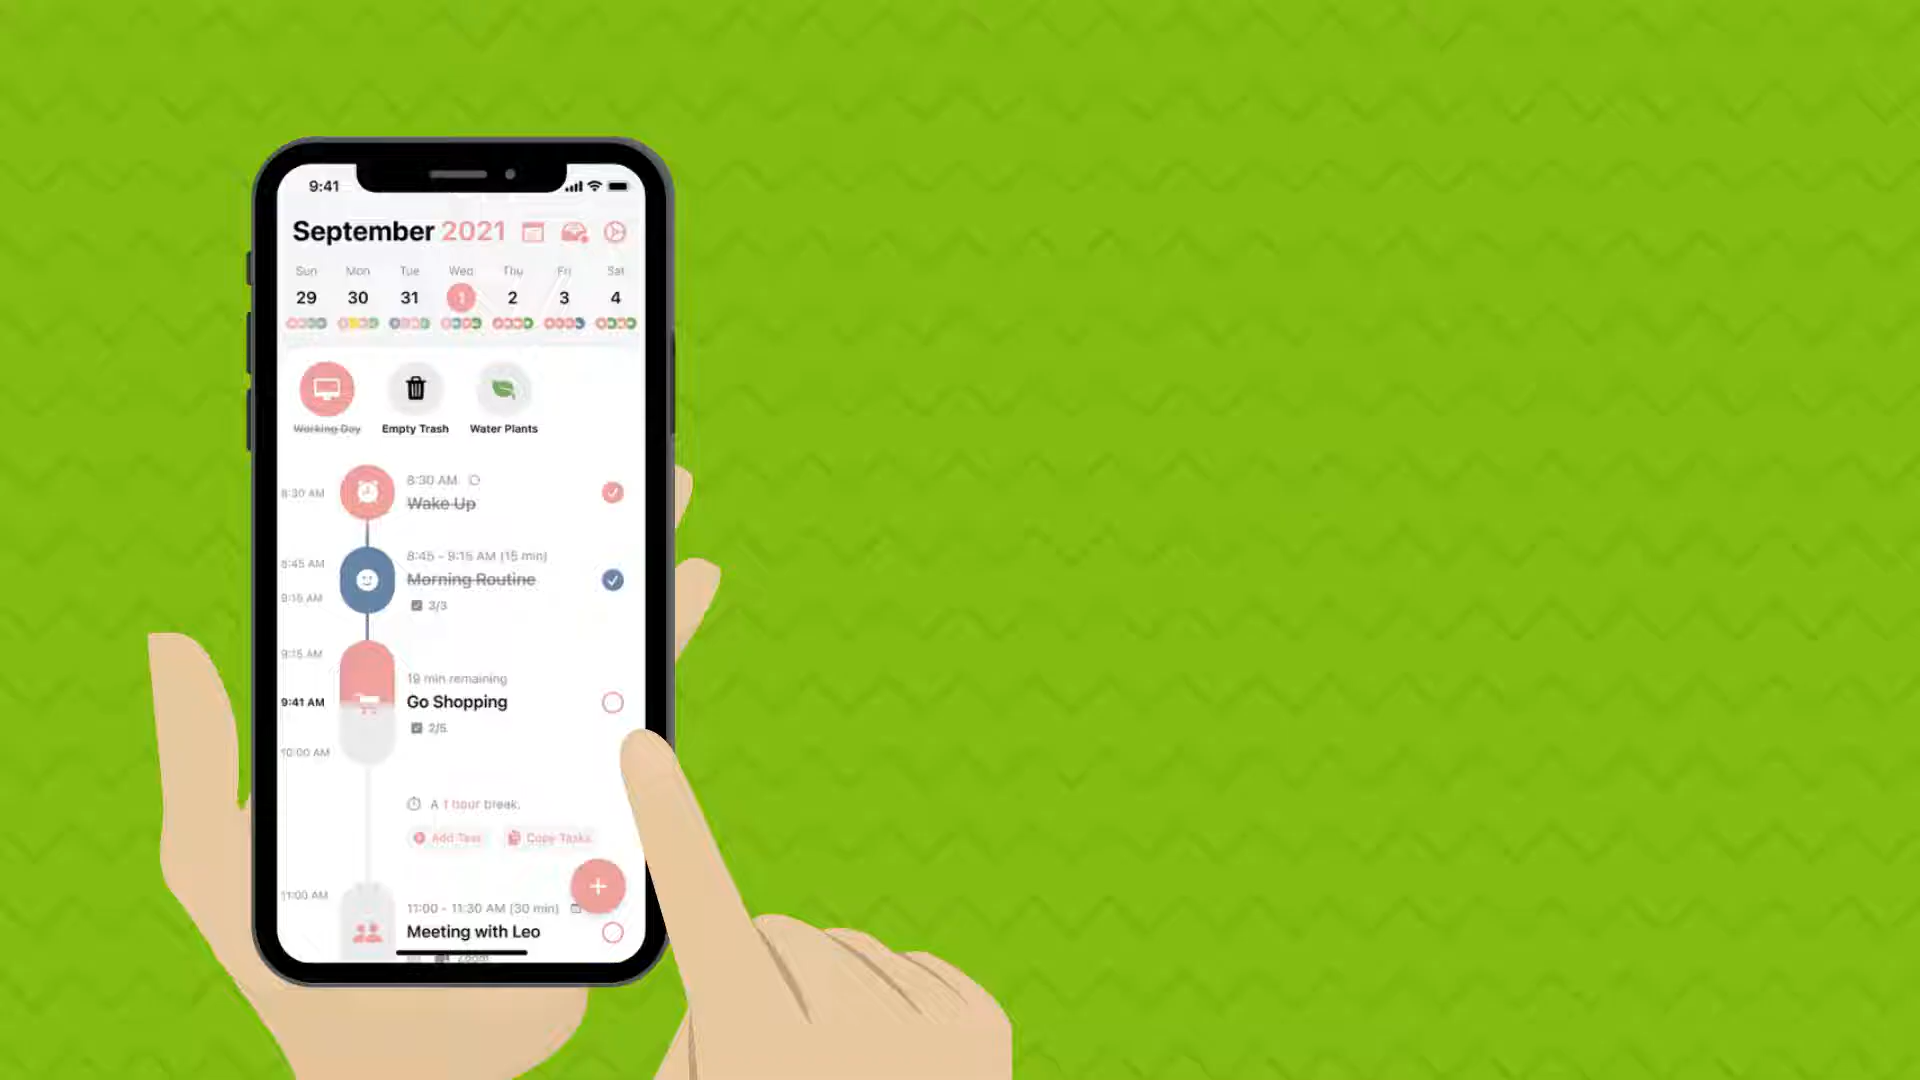 9:41
September 2021
Sun Mon Tue Wed Thu Fri Sat
29 30 31 1 2 3 4
Working Day Empty Trash Water Plants
8:30 AM
8:30 AM
Wake Up
8:45 AM
8:45 - 9:15 AM (15 min)
Morning Routine
9:15 AM
3/3
9:15 AM
19 min remaining
9:41 AM
Go Shopping
2/5
10:00 AM
A 1 hour break.
Add Task Copy Tasks
11:00 AM
11:00 - 11:30 AM (30 min)
Meeting with Leo
Zoom